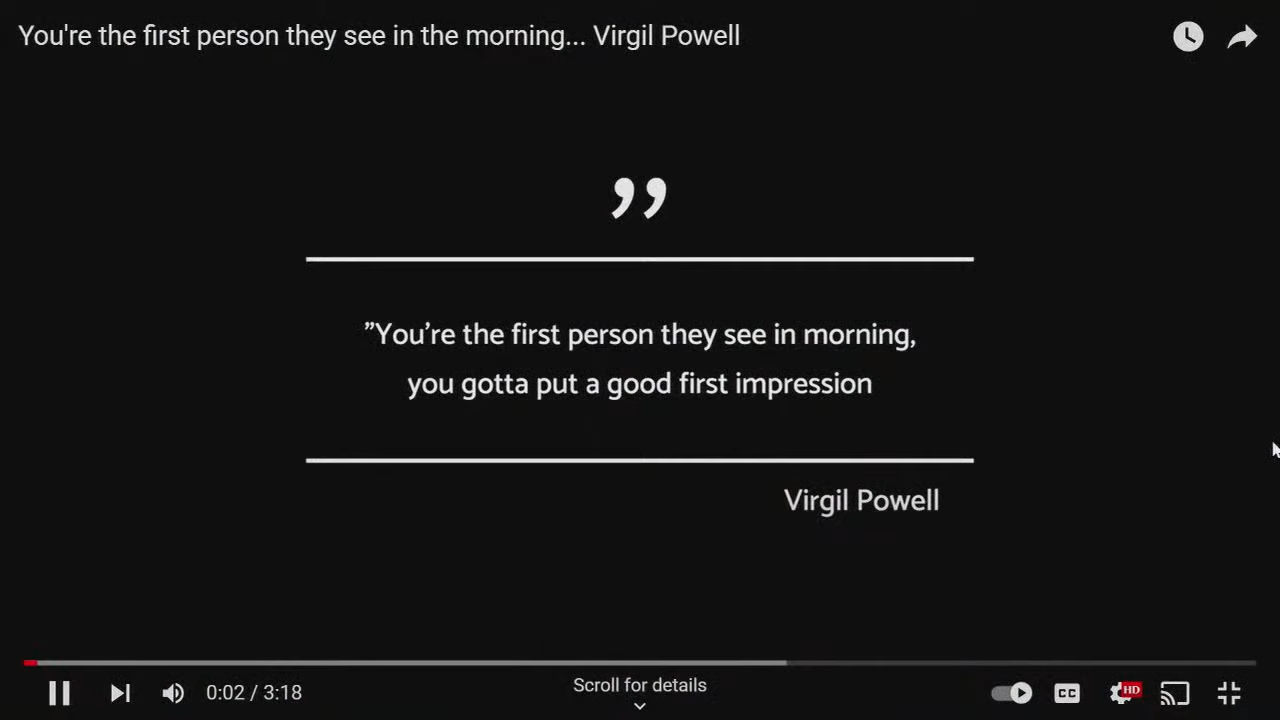 You're the first person they see in the morning... Virgil Powell
”
”You’re the first person they see in morning,
you gotta put a good first impression
Virgil Powell
0:02 / 3:18
Scroll for details
CC
HD